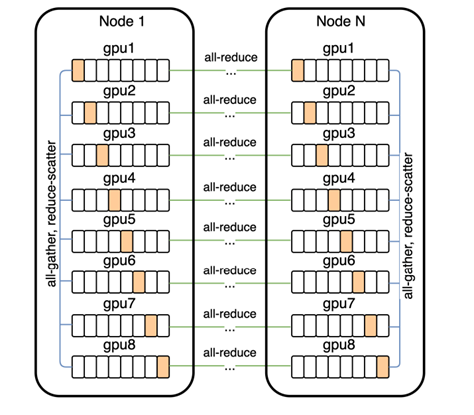 Node 1
Node N
gpu1
all-reduce
...
gpu1
gpu2
all-reduce
...
gpu2
gpu3
all-reduce
...
gpu3
gpu4
all-reduce
...
gpu4
gpu5
all-reduce
...
gpu5
gpu6
all-reduce
...
gpu6
gpu7
all-reduce
...
gpu7
gpu8
all-reduce
...
gpu8
all-gather, reduce-scatter
all-gather, reduce-scatter